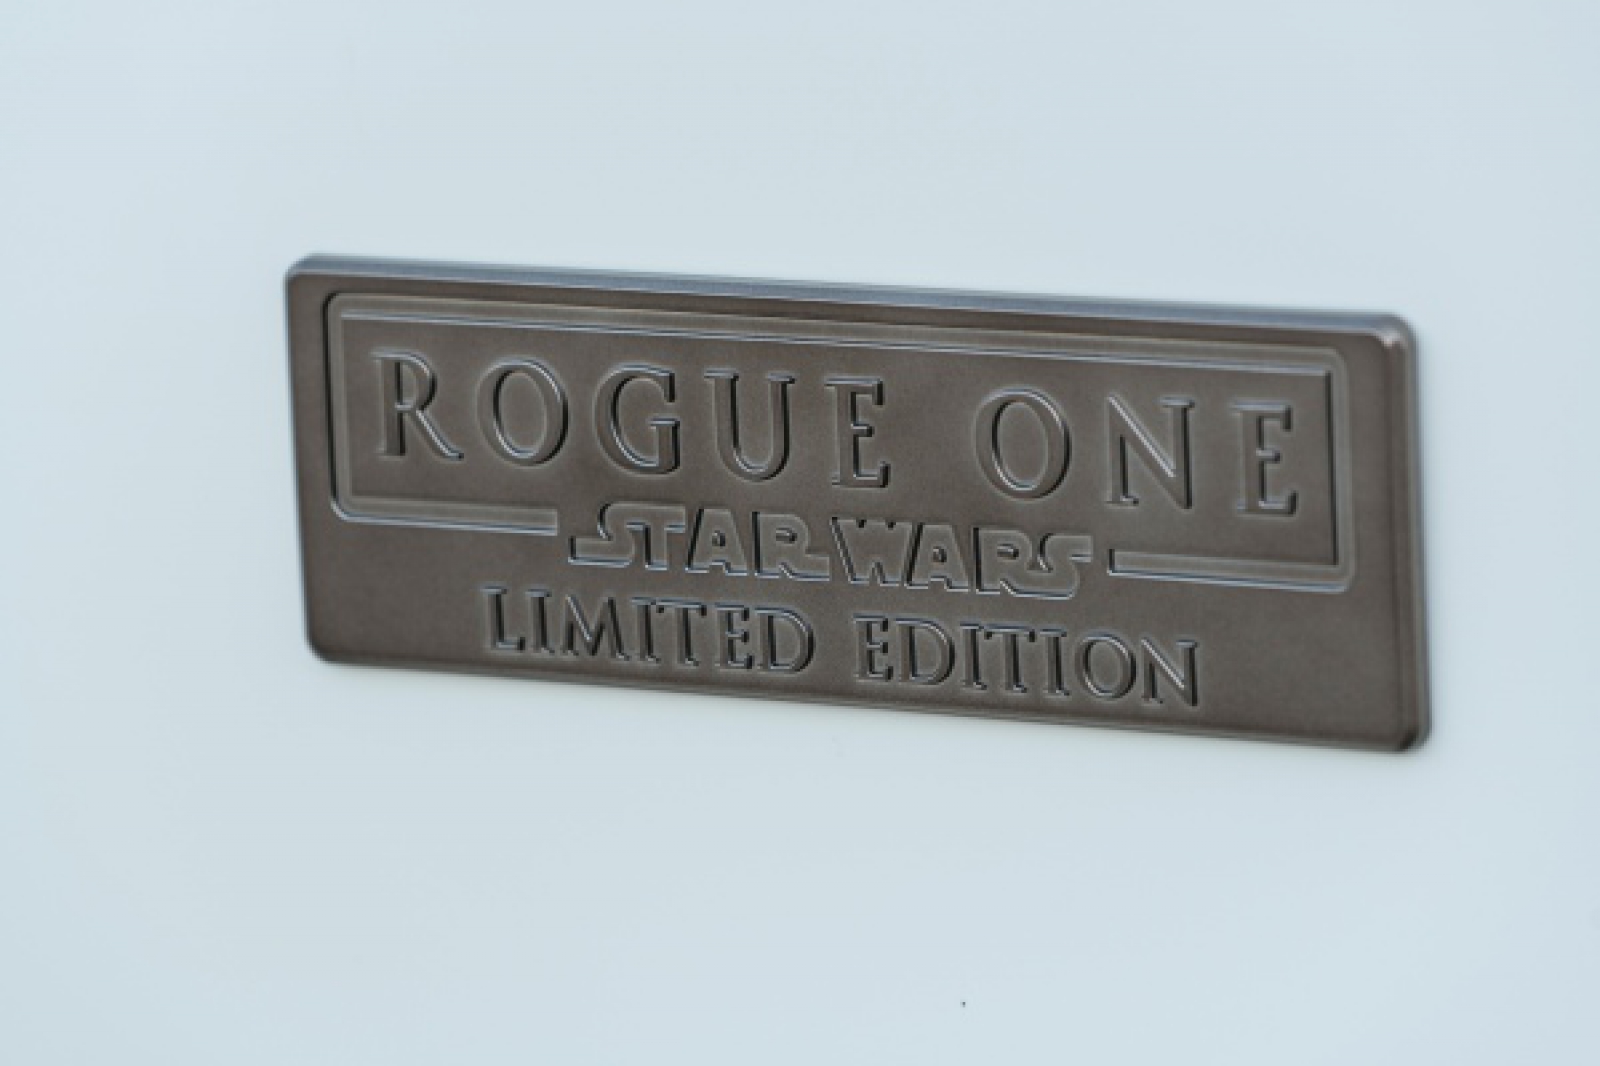 ROGUE ONE
STAR WARS
LIMITED EDITION